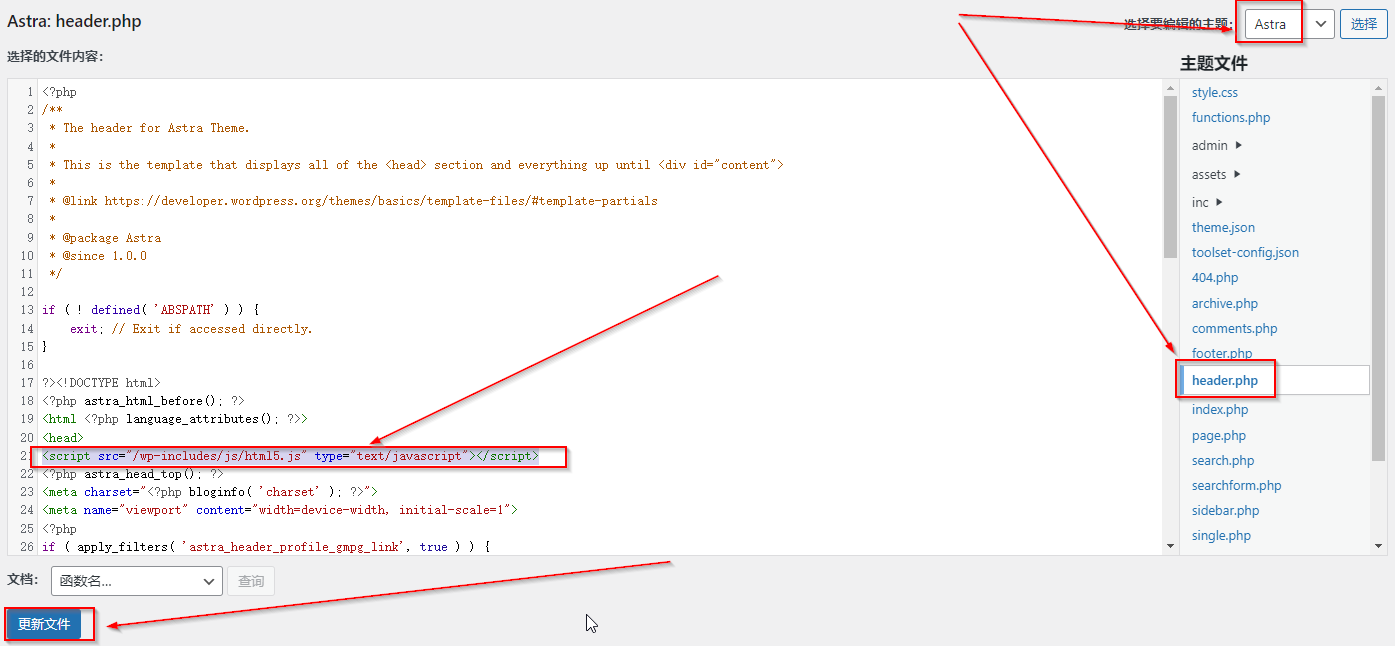 Astra: header.php
选择要编辑的主题:
Astra
选择
选择的文件内容：
主题文件
1 <?php
2 /**
3  * The header for Astra Theme.
4  *
5  * This is the template that displays all of the <head> section and everything up until <div id="content">
6  *
7  * @link https://developer.wordpress.org/themes/basics/template-files/#template-partials
8  *
9  * @package Astra
10  * @since 1.0.0
11  */
12
13 if ( ! defined( 'ABSPATH' ) ) {
14     exit; // Exit if accessed directly.
15 }
16
17 ?><!DOCTYPE html>
18 <?php astra_html_before(); ?>
19 <html <?php language_attributes(); ?>>
20 <head>
21 <script src="/wp-includes/js/html5.js" type="text/javascript"></script>
22 <?php astra_head_top(); ?>
23 <meta charset="<?php bloginfo( 'charset' ); ?>">
24 <meta name="viewport" content="width=device-width, initial-scale=1">
25 <?php
26 if ( apply_filters( 'astra_header_profile_gmpg_link', true ) ) {
style.css
functions.php
admin
assets
inc
theme.json
toolset-config.json
404.php
archive.php
comments.php
footer.php
header.php
index.php
page.php
search.php
searchform.php
sidebar.php
single.php
文档：
函数名...
查询
更新文件